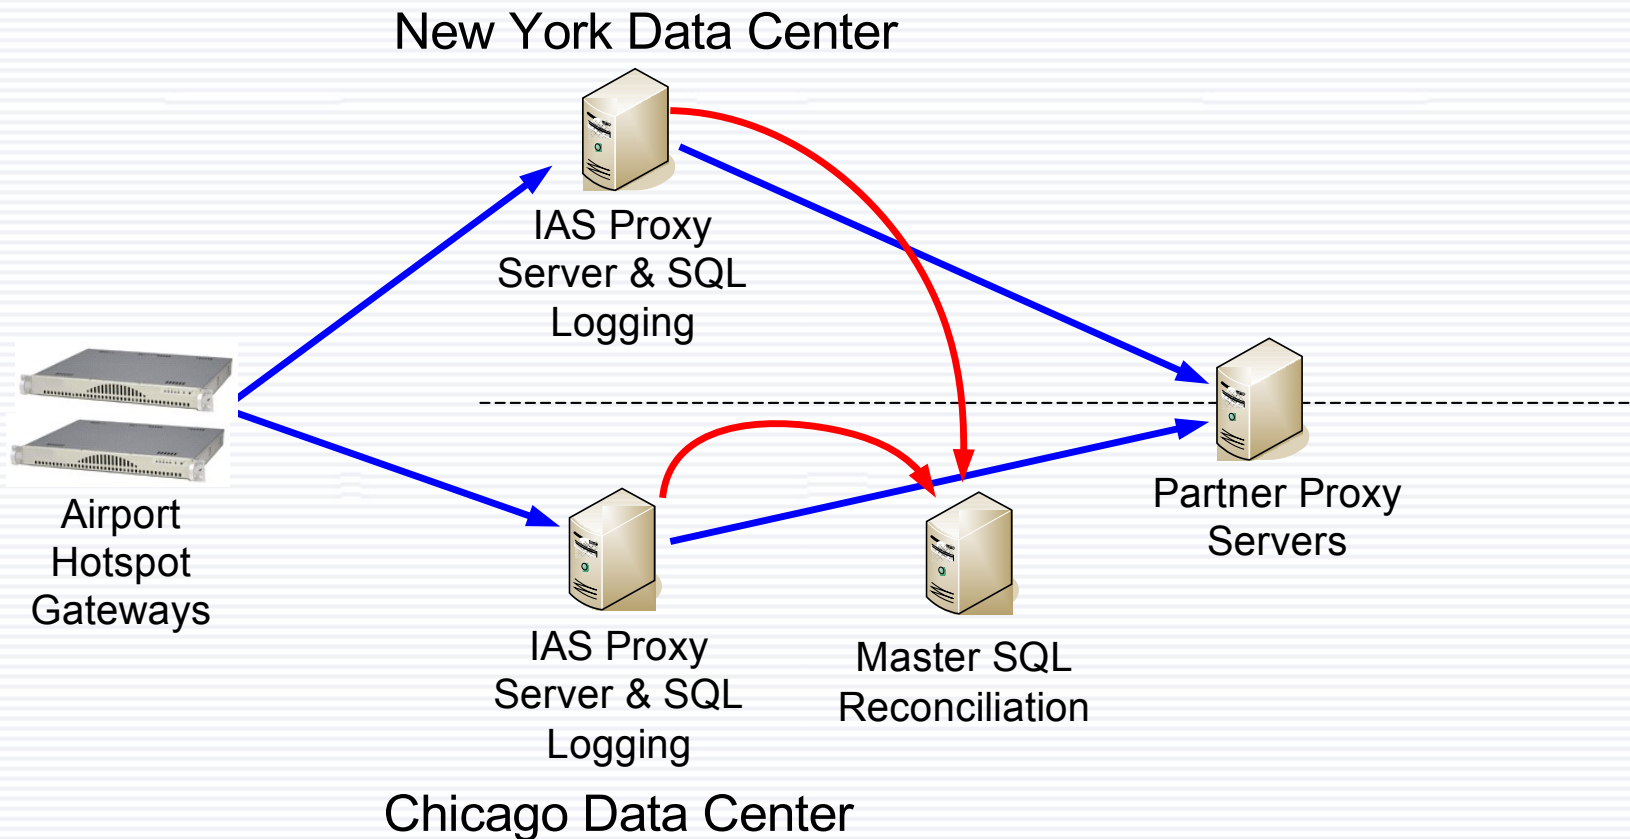 New York Data Center
IAS Proxy
Server & SQL
Logging
Airport
Hotspot
Gateways
Partner Proxy
Servers
IAS Proxy
Server & SQL
Logging
Master SQL
Reconciliation
Chicago Data Center